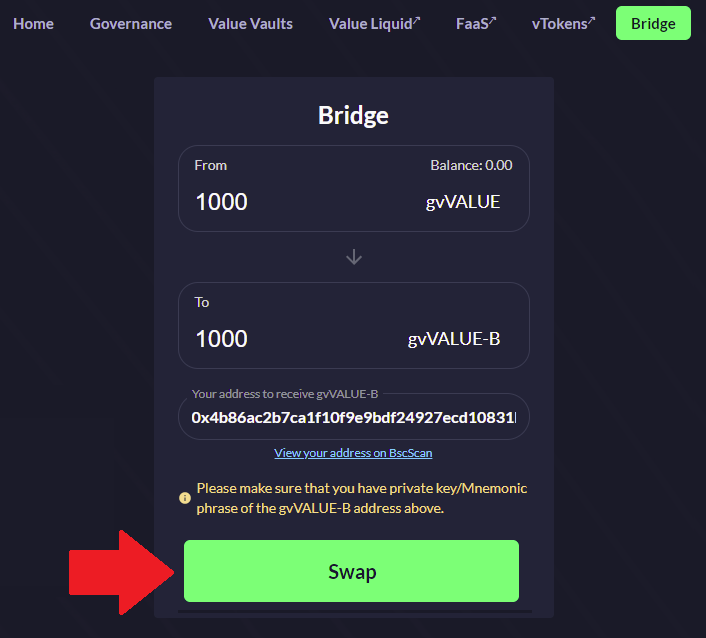 Home Governance Value Vaults Value Liquid↗ FaaS↗ vTokens↗ Bridge
Bridge
From Balance: 0.00
1000 gvVALUE
To
1000 gvVALUE-B
Your address to receive gvVALUE-B
0x4b86ac2b7ca1f10f9e9bdf24927ecd10831
View your address on BscScan
Please make sure that you have private key/Mnemonic
phrase of the gvVALUE-B address above.
Swap